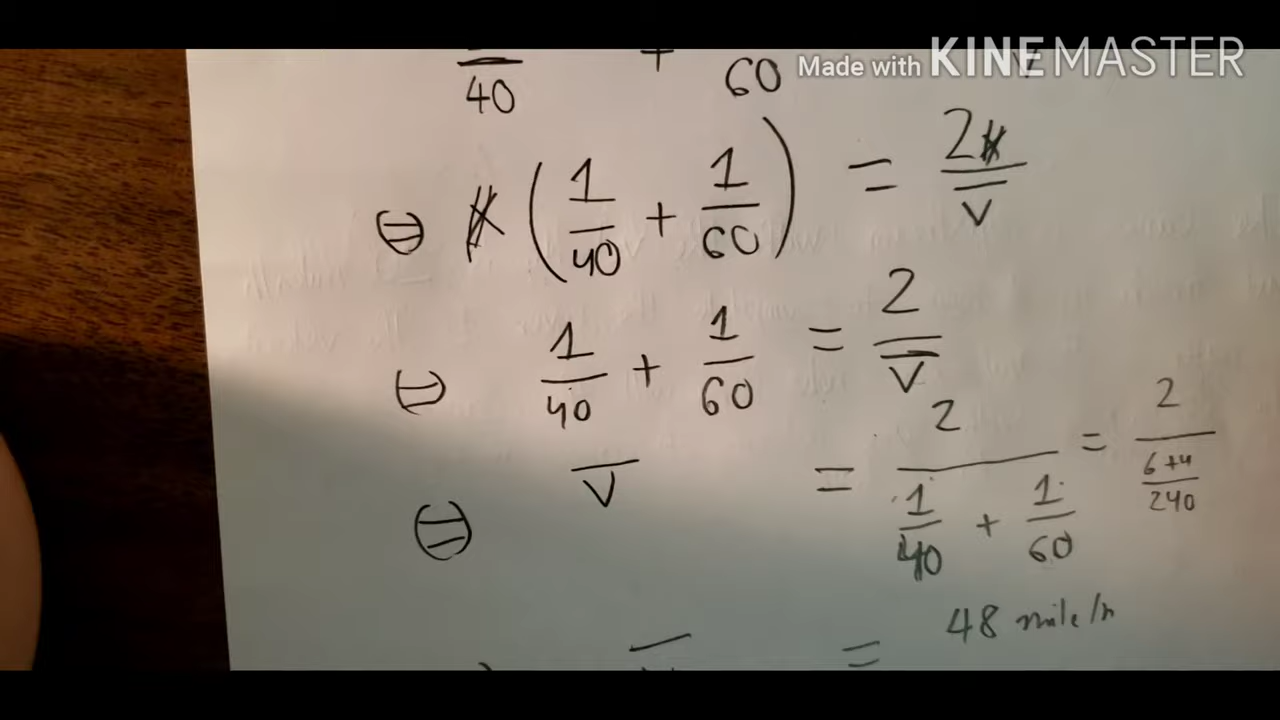 Made with KINEMASTER
/40 + /60
⇔ x (1/40 + 1/60) = 2x/v̅
⇔ 1/40 + 1/60 = 2/v̅
⇔ v̅ = 2/(1/40 + 1/60) = 2/((6+4)/240)
= 48 mile/h